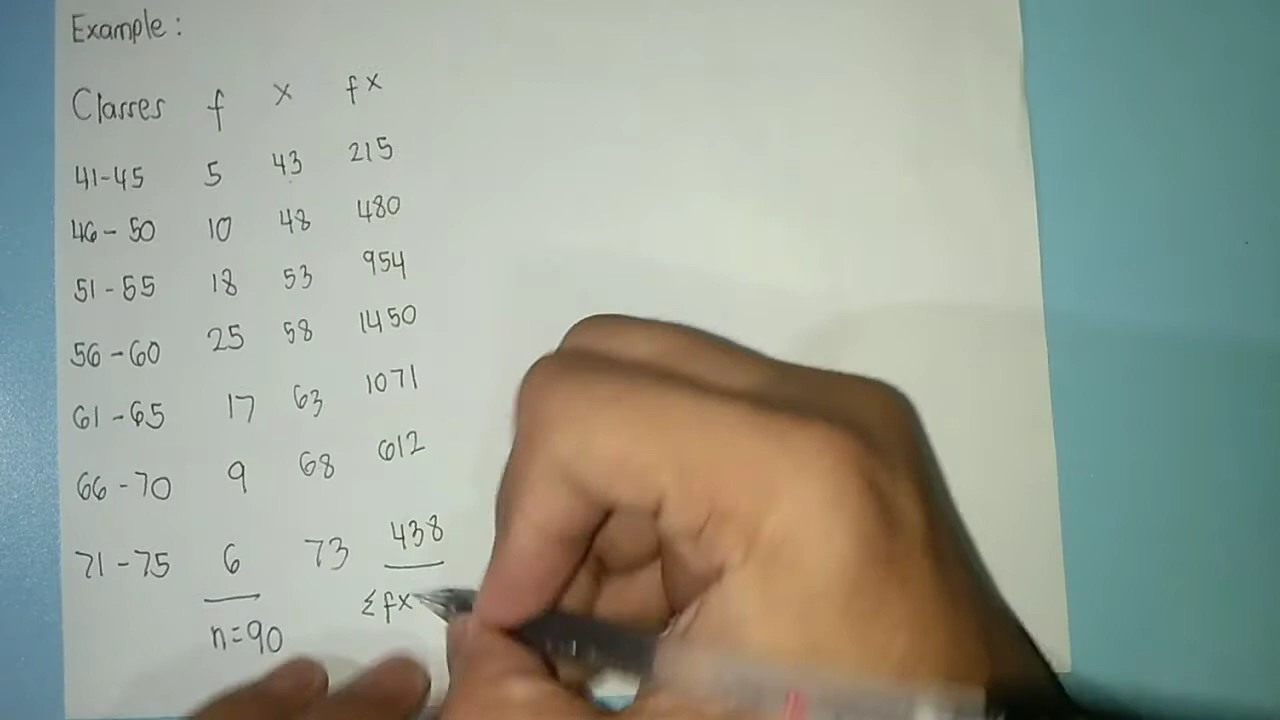 Example:
Classes f x fx
41-45 5 43 215
46-50 10 48 480
51-55 18 53 954
56-60 25 58 1450
61-65 17 63 1071
66-70 9 68 612
71-75 6 73 438
n=90 Σfx